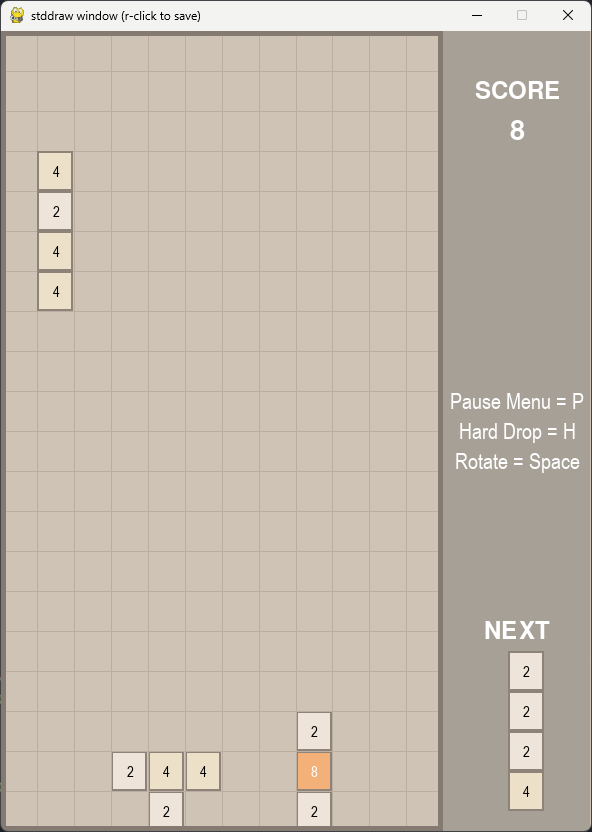 stddraw window (r-click to save)
SCORE
8
4
2
4
4
Pause Menu = P
Hard Drop = H
Rotate = Space
NEXT
2
2
2
4
2
2 4 4 8
2 2